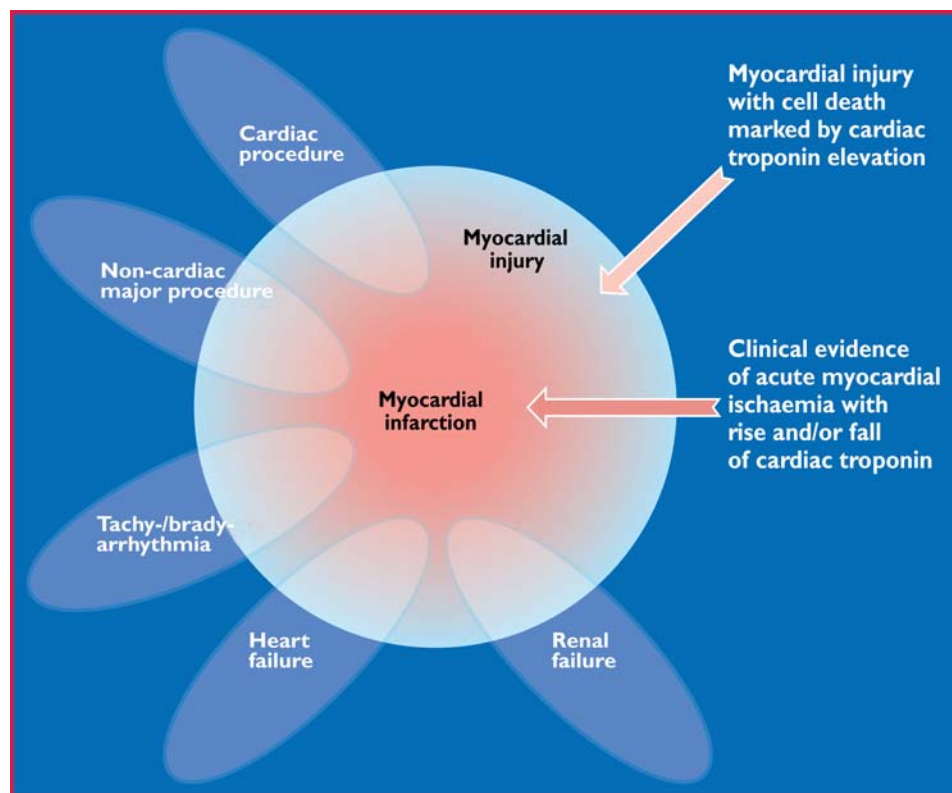 Cardiac
procedure
Non-cardiac
major procedure
Tachy-/brady-
arrhythmia
Heart
failure
Renal
failure
Myocardial
injury
Myocardial
infarction
Myocardial injury
with cell death
marked by cardiac
troponin elevation
Clinical evidence
of acute myocardial
ischaemia with
rise and/or fall
of cardiac troponin